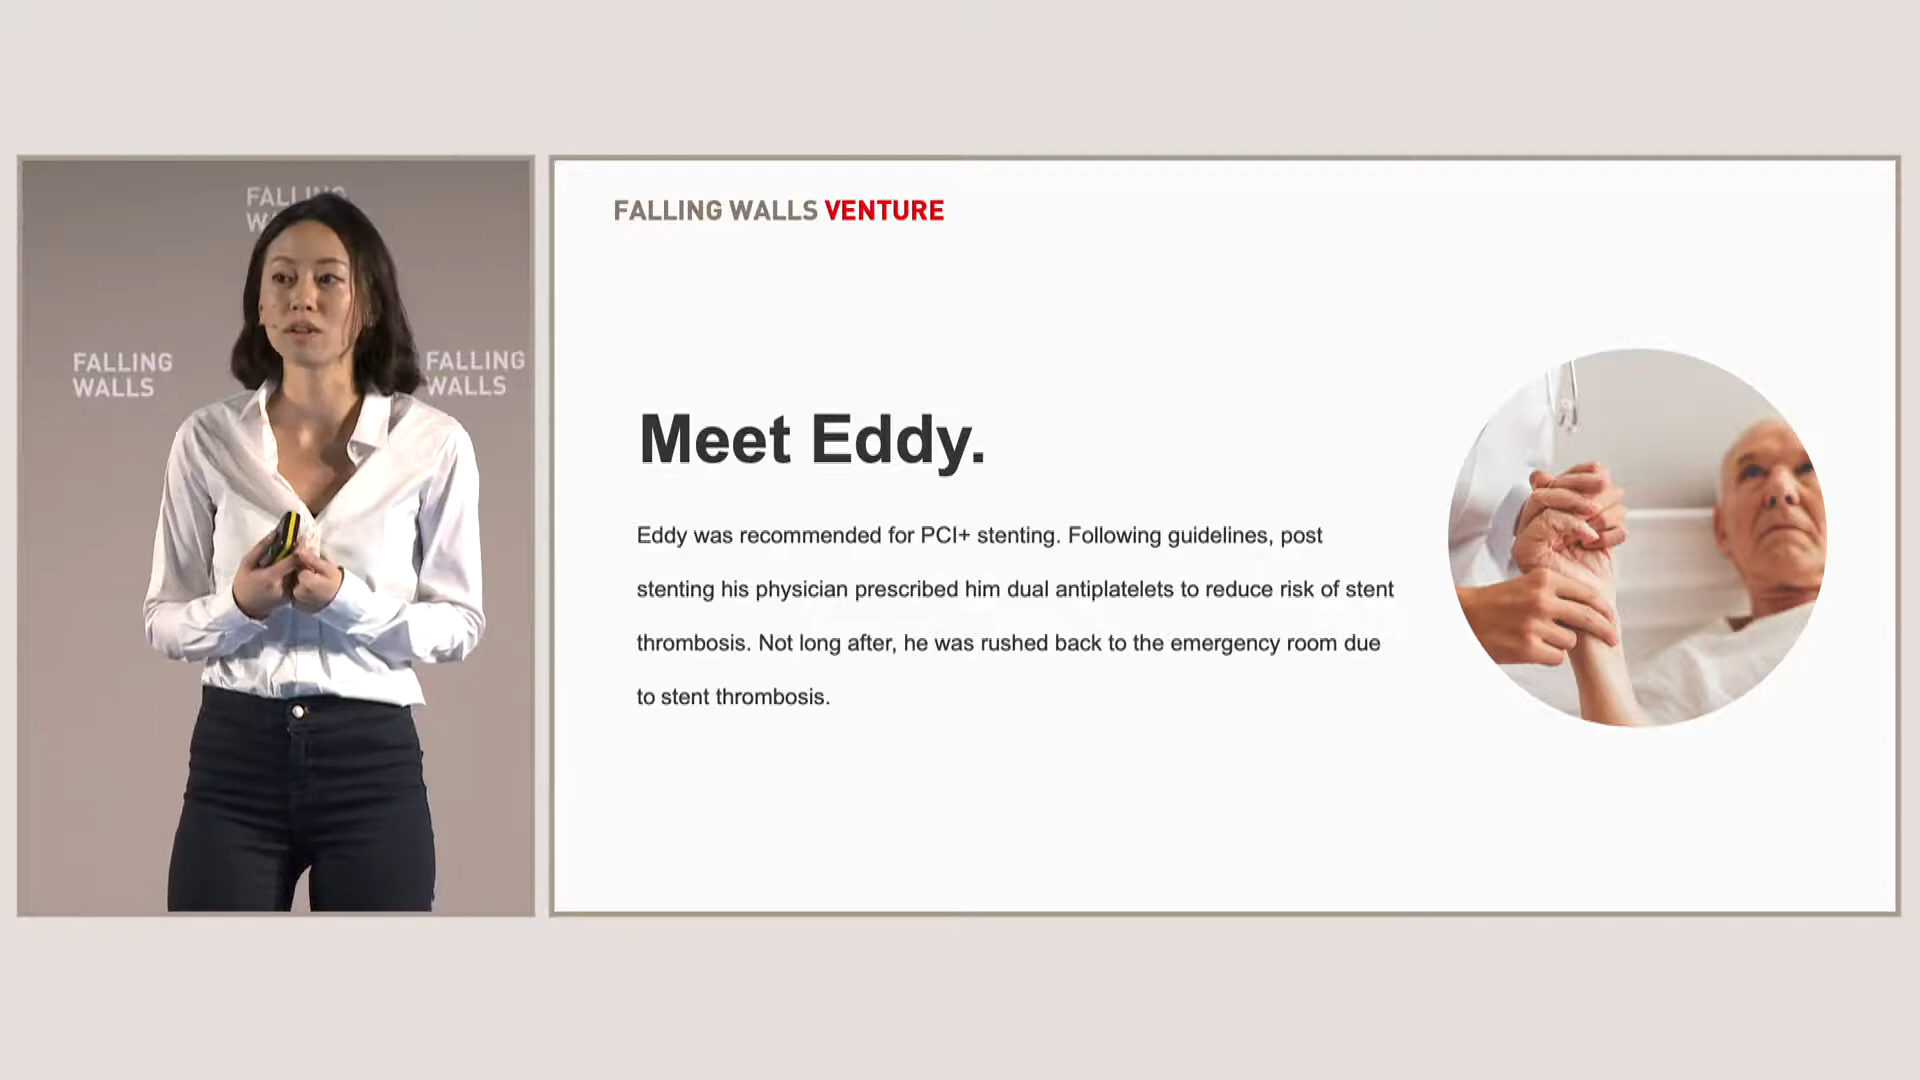 FALLING
FALLING
WALLS
FALLING
WALLS
FALLING WALLS VENTURE
Meet Eddy.
Eddy was recommended for PCI+ stenting. Following guidelines, post
stenting his physician prescribed him dual antiplatelets to reduce risk of stent
thrombosis. Not long after, he was rushed back to the emergency room due
to stent thrombosis.